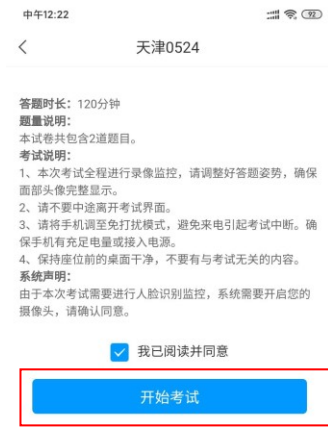 中午12:22
92
天津0524
答题时长：120分钟
题量说明：
本试卷共包含2道题目。
考试说明：
1、本次考试全程进行录像监控，请调整好答题姿势，确保
面部头像完整显示。
2、请不要中途离开考试界面。
3、请将手机调至免打扰模式，避免来电引起考试中断。确
保手机有充足电量或接入电源。
4、保持座位前的桌面干净，不要有与考试无关的内容。
系统声明：
由于本次考试需要进行人脸识别监控，系统需要开启您的
摄像头，请确认同意。
我已阅读并同意
开始考试